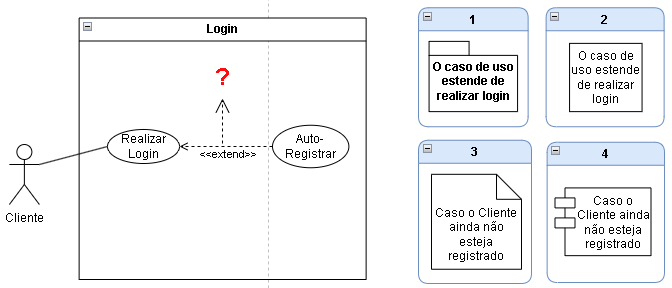 Login
?
Realizar
Login
<<extend>>
Auto-
Registrar
Cliente
1
O caso de uso
estende de
realizar login
2
O caso de
uso estende
de realizar
login
3
Caso o Cliente
ainda não
esteja
registrado
4
Caso o
Cliente ainda
não esteja
registrado